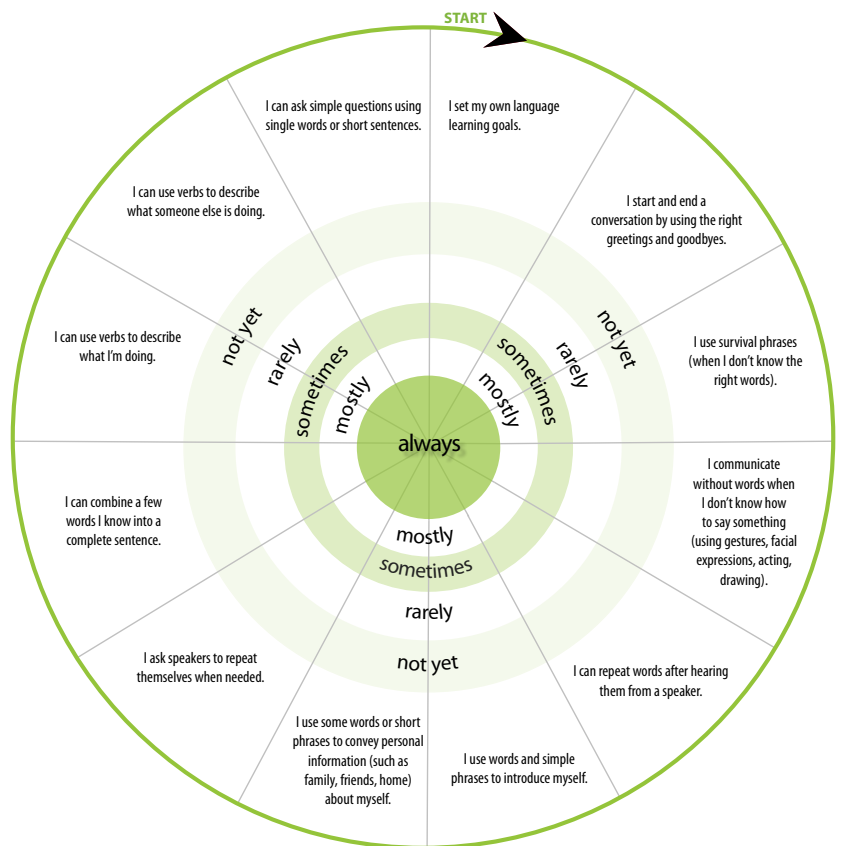 START
I set my own language
learning goals.
I start and end a
conversation by using the right
greetings and goodbyes.
I use survival phrases
(when I don't know the
right words).
I communicate
without words when
I don't know how
to say something
(using gestures, facial
expressions, acting,
drawing).
I can repeat words after hearing
them from a speaker.
I use words and simple
phrases to introduce myself.
I use some words or short
phrases to convey personal
information (such as
family, friends, home)
about myself.
I ask speakers to repeat
themselves when needed.
I can combine a few
words I know into a
complete sentence.
I can use verbs to describe
what I'm doing.
I can use verbs to describe
what someone else is doing.
I can ask simple questions using
single words or short sentences.
not yet
rarely
sometimes
mostly
always
mostly
sometimes
rarely
not yet
mostly
sometimes
rarely
not yet